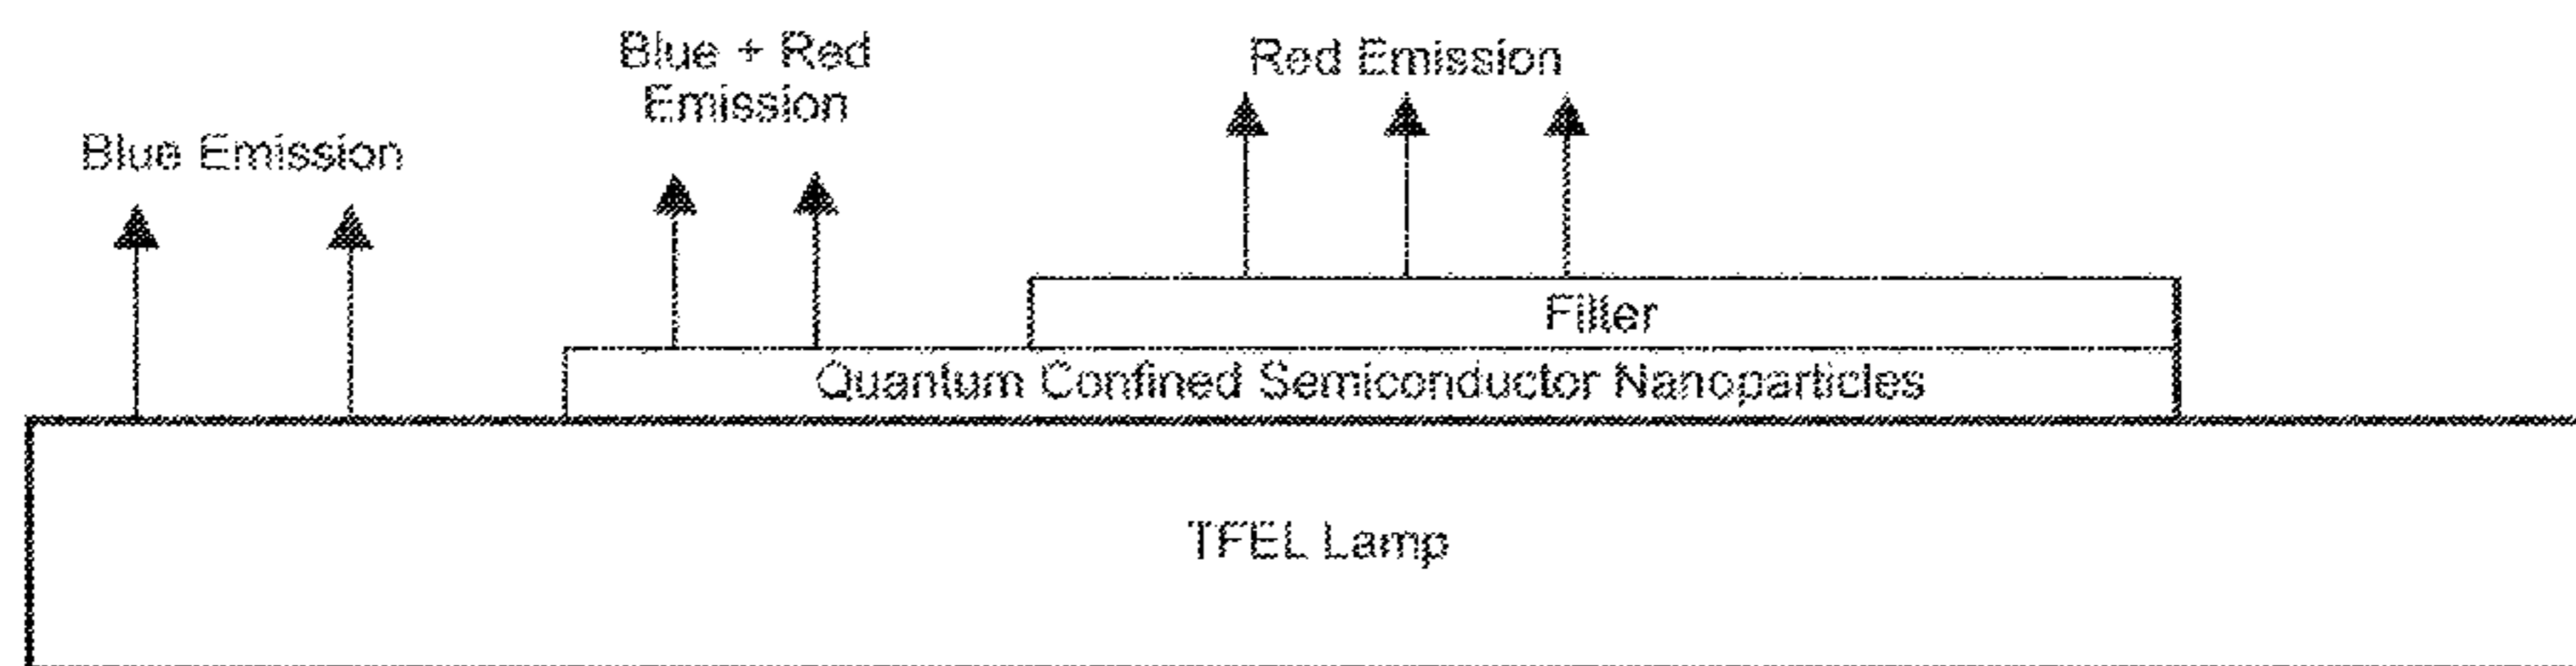 Blue + Red
Emission
Red Emission
Blue Emission
Filter
Quantum Confined Semiconductor Nanoparticles
TFEL Lamp